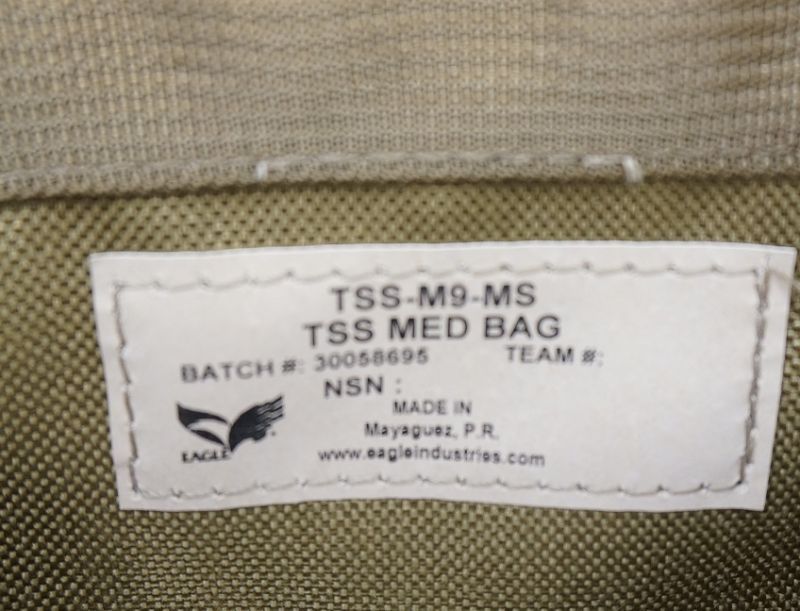 TSS-M9-MS
TSS MED BAG
BATCH #: 30058695 TEAM #:
NSN :
MADE IN
Mayaguez, P.R.
EAGLE
www.eagleindustries.com